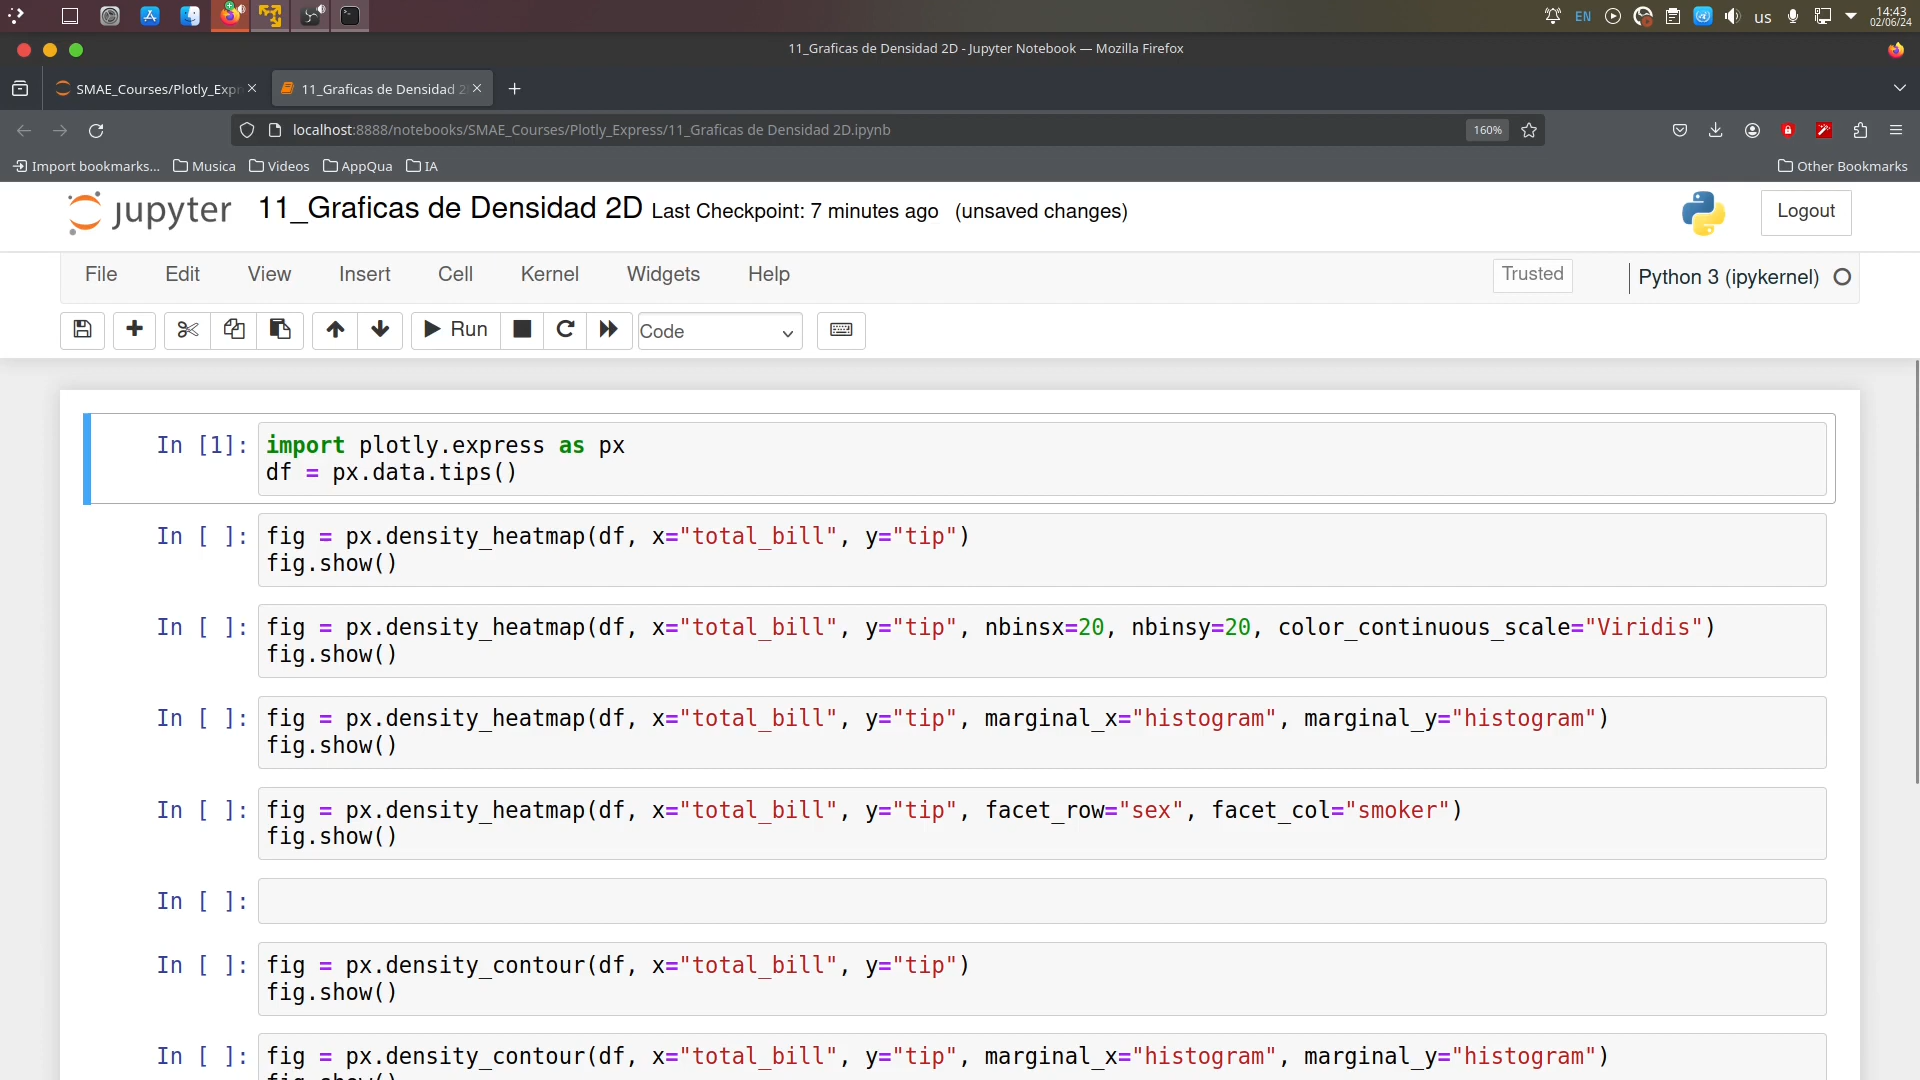 EN
us
14:43
02/06/24
11_Graficas de Densidad 2D - Jupyter Notebook — Mozilla Firefox
SMAE_Courses/Plotly_Expr
11_Graficas de Densidad 2
localhost:8888/notebooks/SMAE_Courses/Plotly_Express/11_Graficas de Densidad 2D.ipynb
160%
Import bookmarks...
Musica
Videos
AppQua
IA
Other Bookmarks
jupyter
11_Graficas de Densidad 2D Last Checkpoint: 7 minutes ago (unsaved changes)
Logout
File Edit View Insert Cell Kernel Widgets Help
Trusted
Python 3 (ipykernel)
Run
Code
In [1]: import plotly.express as px
df = px.data.tips()
In [ ]: fig = px.density_heatmap(df, x="total_bill", y="tip")
fig.show()
In [ ]: fig = px.density_heatmap(df, x="total_bill", y="tip", nbinsx=20, nbinsy=20, color_continuous_scale="Viridis")
fig.show()
In [ ]: fig = px.density_heatmap(df, x="total_bill", y="tip", marginal_x="histogram", marginal_y="histogram")
fig.show()
In [ ]: fig = px.density_heatmap(df, x="total_bill", y="tip", facet_row="sex", facet_col="smoker")
fig.show()
In [ ]:
In [ ]: fig = px.density_contour(df, x="total_bill", y="tip")
fig.show()
In [ ]: fig = px.density_contour(df, x="total_bill", y="tip", marginal_x="histogram", marginal_y="histogram")
fig.show()